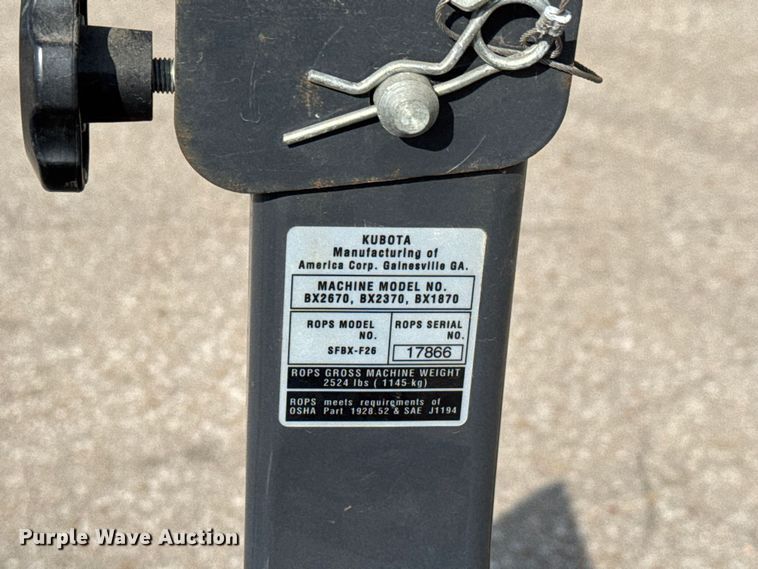 KUBOTA
Manufacturing of
America Corp. Gainesville GA.
MACHINE MODEL NO.
BX2670, BX2370, BX1870
ROPS MODEL NO.
SFBX-F26
ROPS SERIAL NO.
17866
ROPS GROSS MACHINE WEIGHT
2524 lbs ( 1145 kg)
ROPS meets requirements of
OSHA Part 1928.52 & SAE J1194
Purple Wave Auction